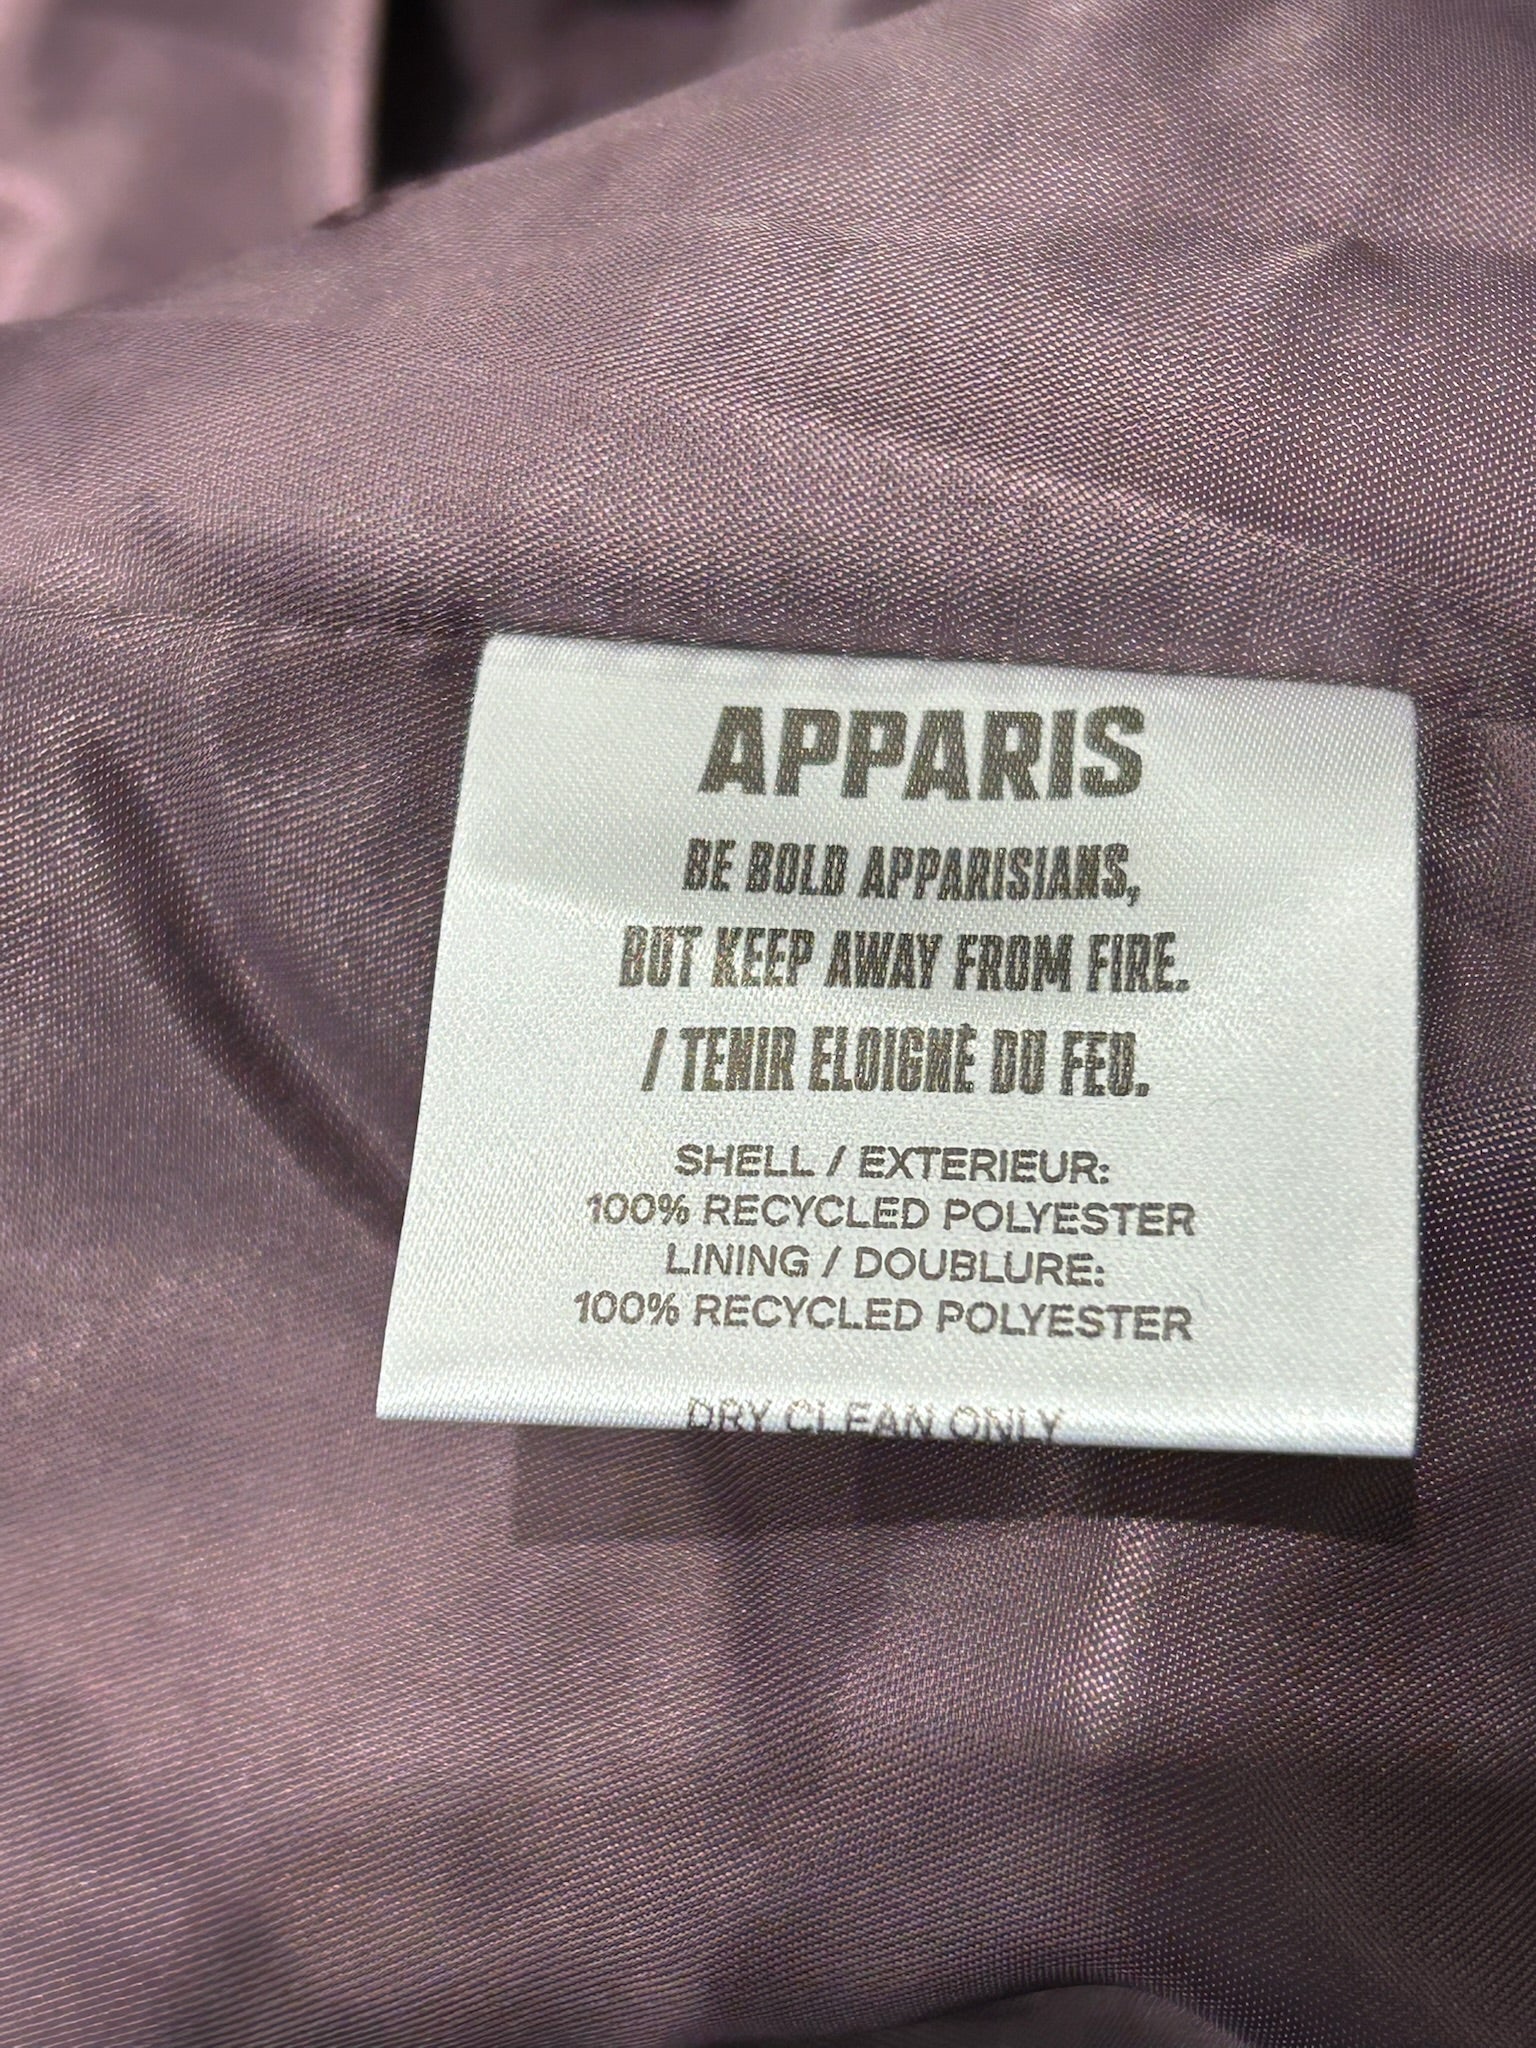 APPARIS
BE BOLD APPARISIANS,
BUT KEEP AWAY FROM FIRE.
/ TENIR ELOIGNÉ DU FEU.
SHELL / EXTERIEUR:
100% RECYCLED POLYESTER
LINING / DOUBLURE:
100% RECYCLED POLYESTER
DRY CLEAN ONLY